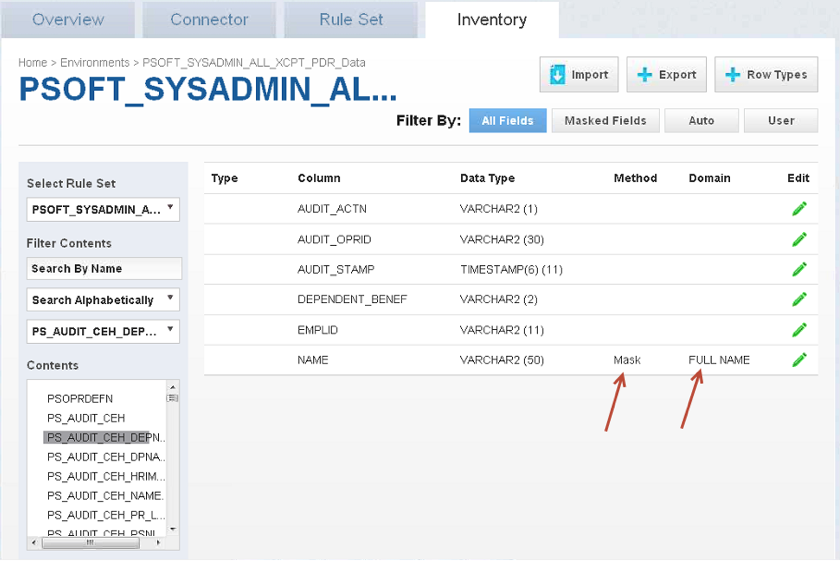 Overview Connector Rule Set Inventory
Home > Environments > PSOFT_SYSADMIN_ALL_XCPT_PDR_Data
PSOFT_SYSADMIN_AL...
Import Export Row Types
Filter By: All Fields Masked Fields Auto User
Select Rule Set
PSOFT_SYSADMIN_A...
Filter Contents
Search By Name
Search Alphabetically
PS_AUDIT_CEH_DEP...
Contents
PSOPRDEFN
PS_AUDIT_CEH
PS_AUDIT_CEH_DEPN...
PS_AUDIT_CEH_DPNA...
PS_AUDIT_CEH_HRIM...
PS_AUDIT_CEH_NAME...
PS_AUDIT_CEH_PR_L...
PS_AUDIT_CEH_PSNL...
Type Column Data Type Method Domain Edit
AUDIT_ACTN VARCHAR2 (1)
AUDIT_OPRID VARCHAR2 (30)
AUDIT_STAMP TIMESTAMP(6) (11)
DEPENDENT_BENEF VARCHAR2 (2)
EMPLID VARCHAR2 (11)
NAME VARCHAR2 (50) Mask FULL NAME